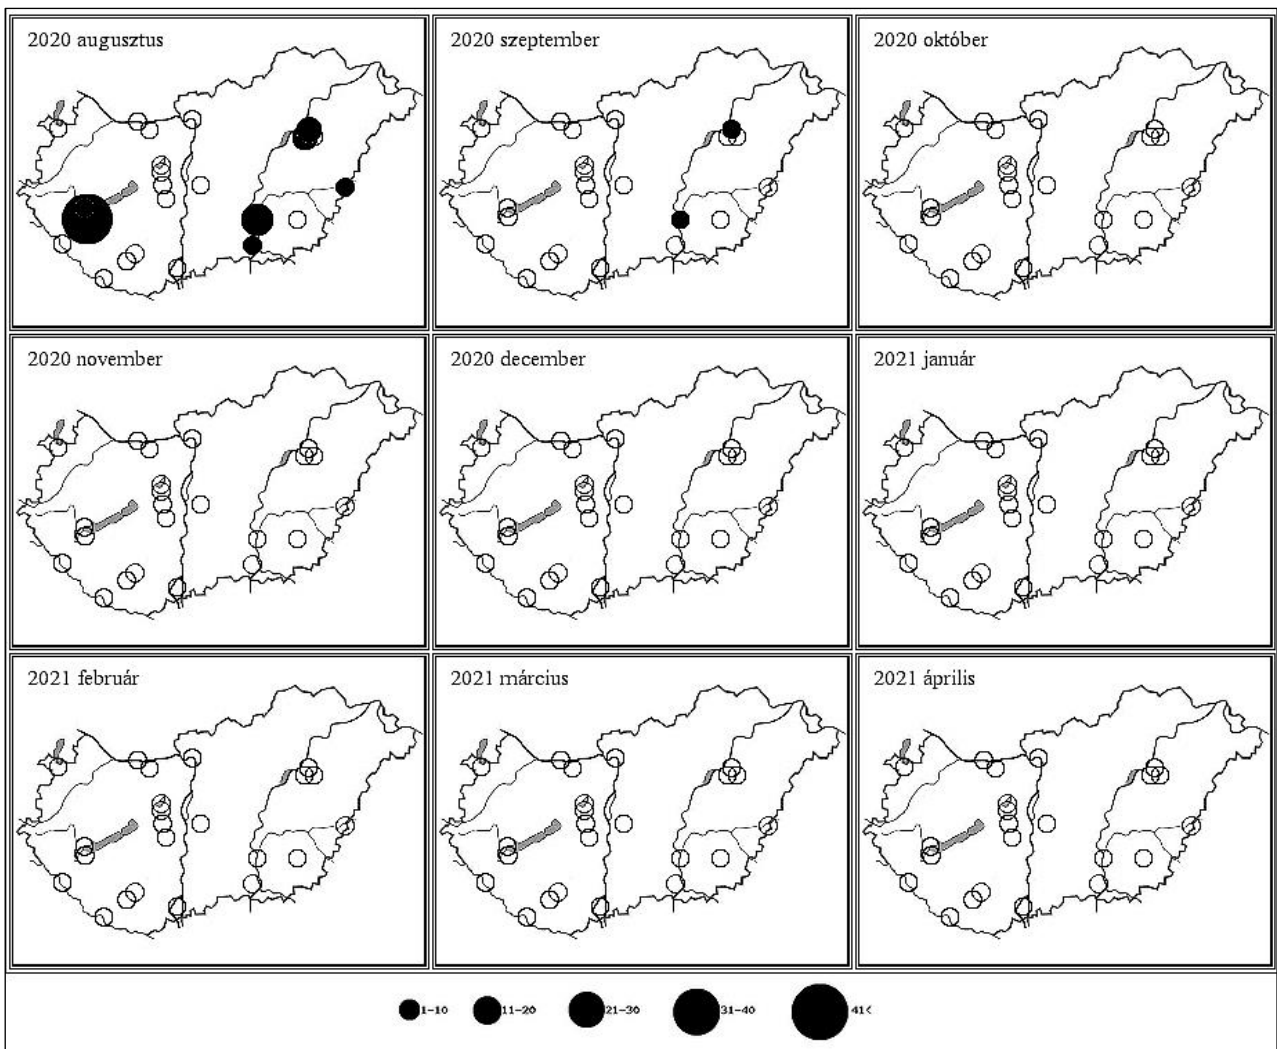 2020 augusztus
2020 szeptember
2020 október
2020 november
2020 december
2021 január
2021 február
2021 március
2021 április
1-10 11-20 21-30 31-40 41<